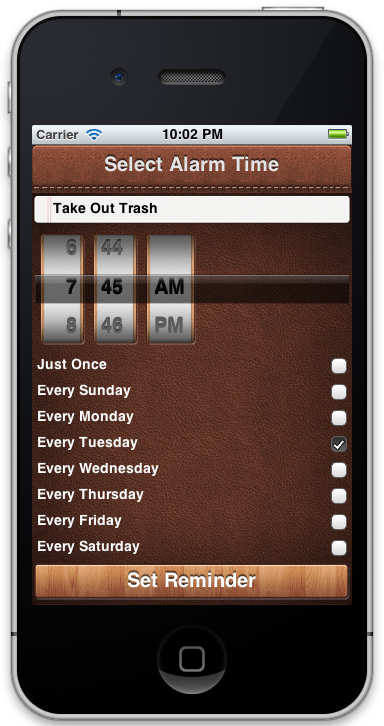 Carrier 10:02 PM
Select Alarm Time
Take Out Trash
6 44
7 45 AM
8 46 PM
Just Once
Every Sunday
Every Monday
Every Tuesday
Every Wednesday
Every Thursday
Every Friday
Every Saturday
Set Reminder